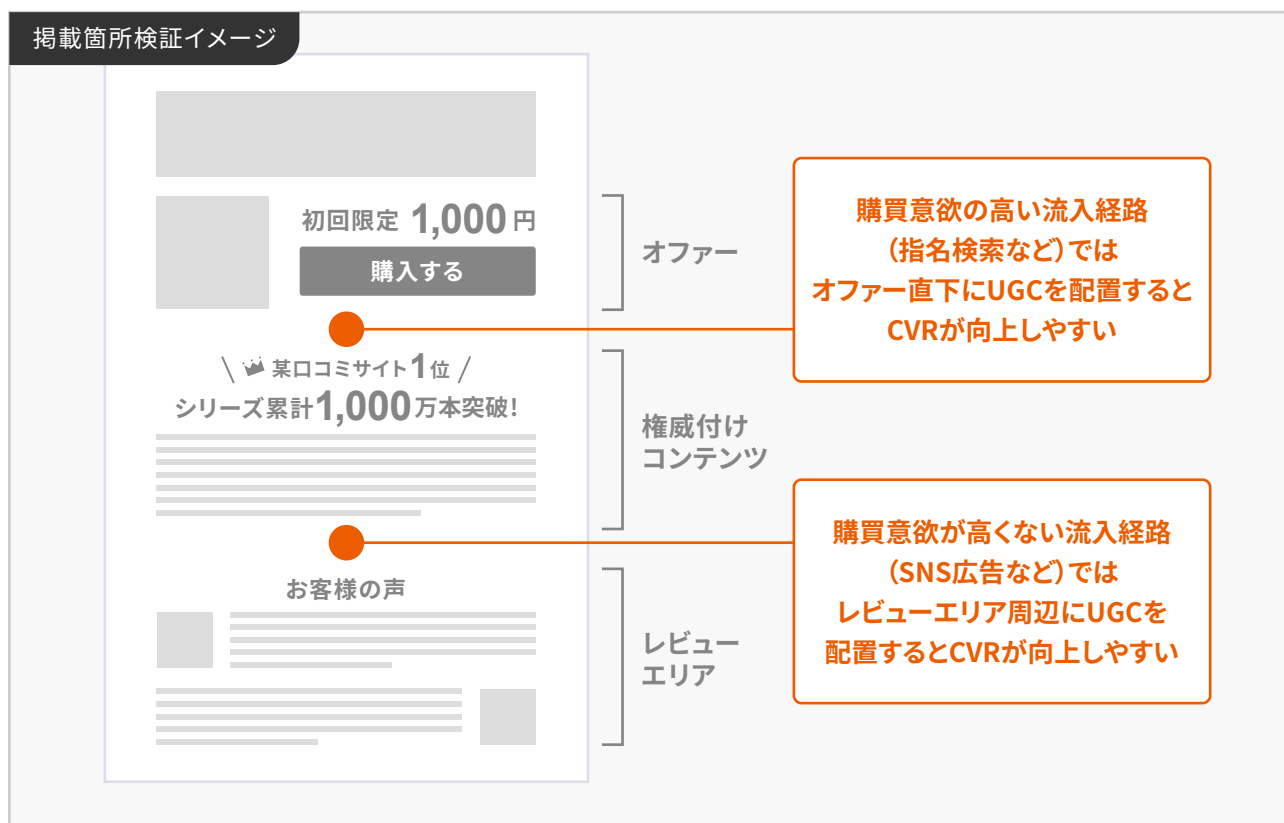 掲載箇所検証イメージ
初回限定 1,000 円
購入する
オファー
購買意欲の高い流入経路
（指名検索など）では
オファー直下にUGCを配置すると
CVRが向上しやすい
某口コミサイト1位
シリーズ累計1,000万本突破！
権威付け
コンテンツ
購買意欲が高くない流入経路
（SNS広告など）では
レビューエリア周辺にUGCを
配置するとCVRが向上しやすい
お客様の声
レビュー
エリア